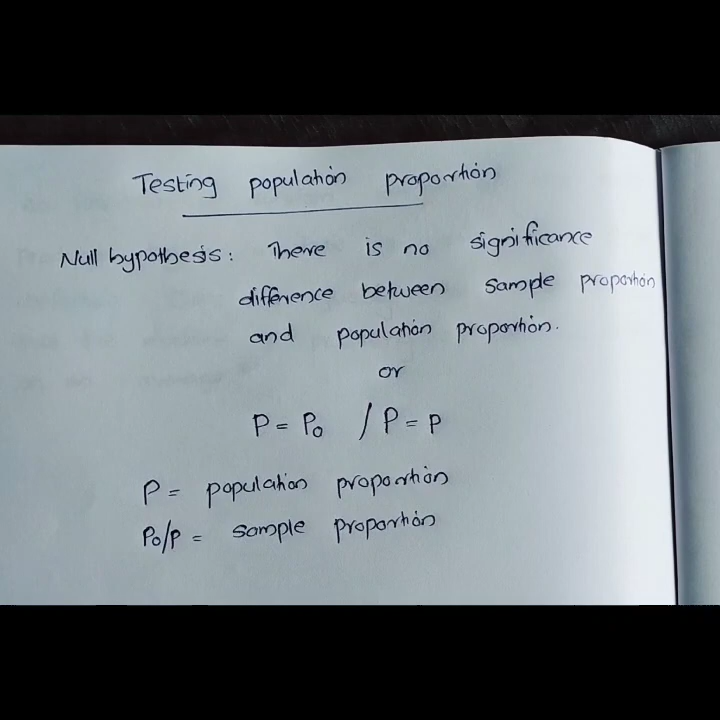 Testing population proportion
Null hypothesis: There is no significance
difference between sample proportion
and population proportion.
or
P = P₀ / P = p
P = population proportion
P₀/p = sample proportion